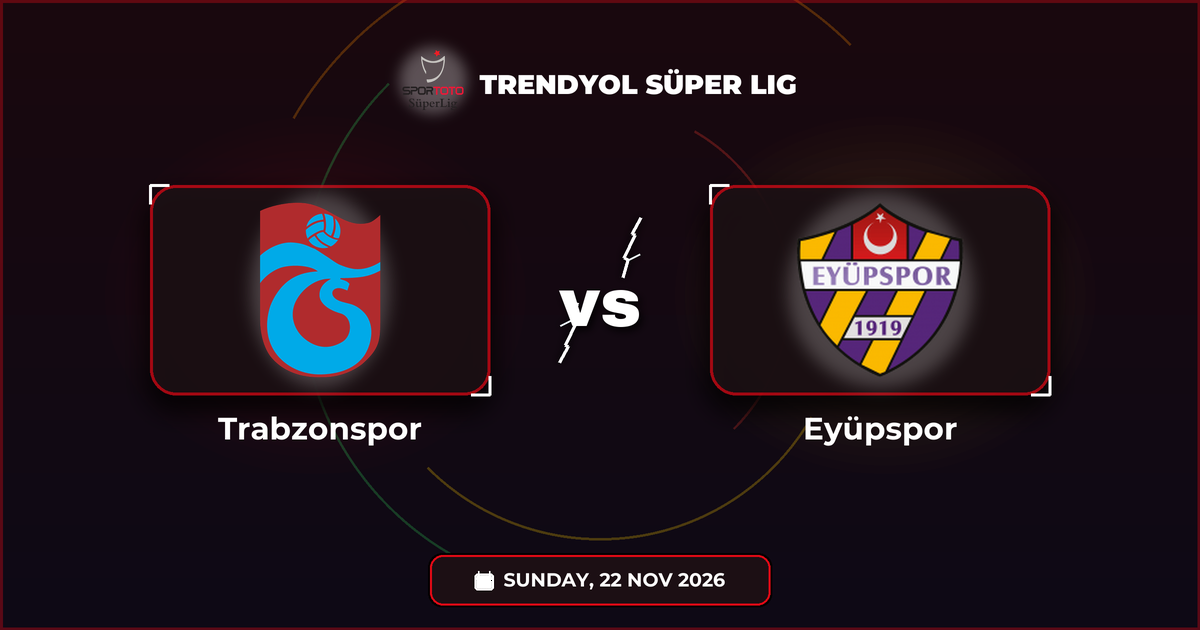 SPORTOTO
SüperLig
TRENDYOL SÜPER LIG
EYÜPSPOR
1919
VS
Trabzonspor
Eyüpspor
SUNDAY, 22 NOV 2026